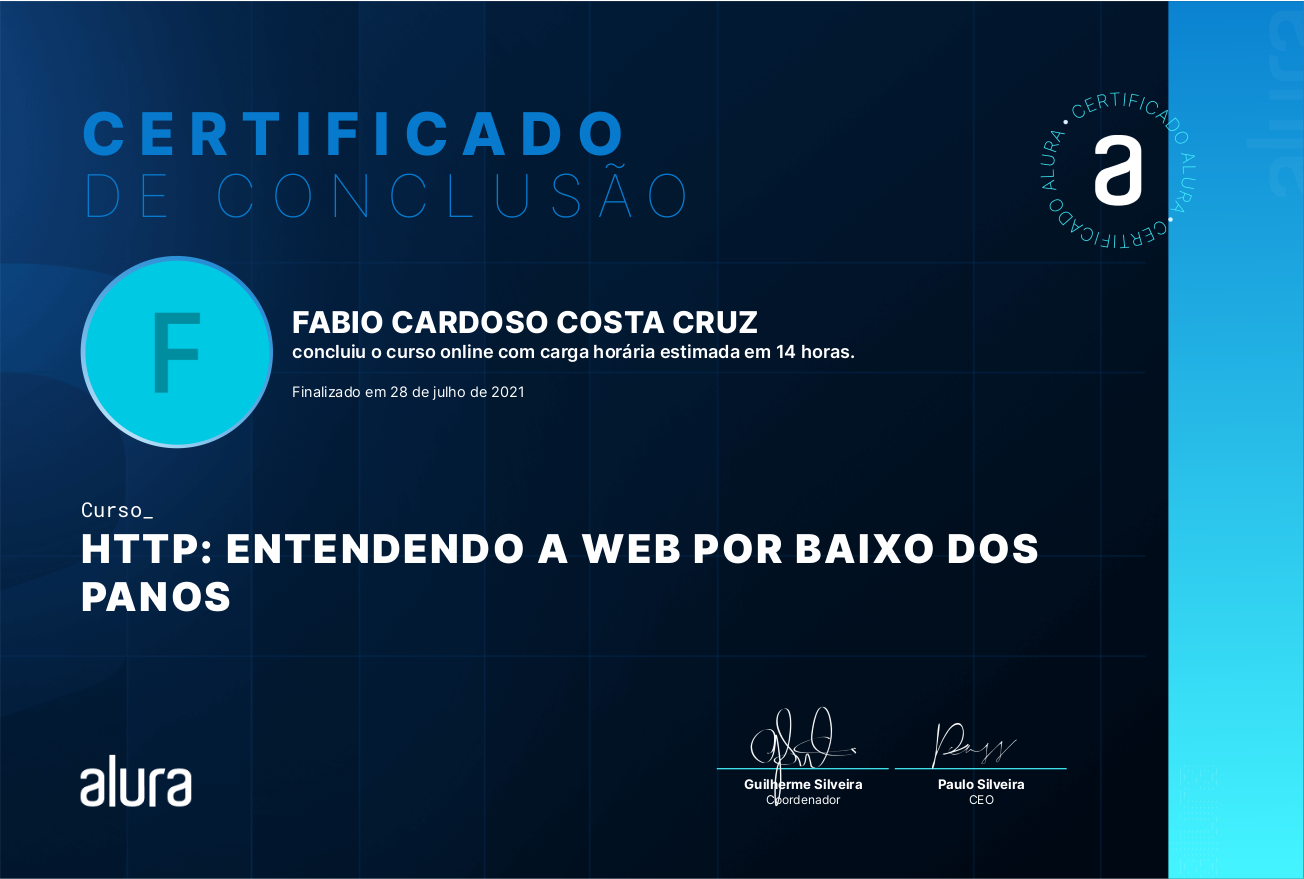 CERTIFICADO
DE CONCLUSÃO
CERTIFICADO ALURA • CERTIFICADO ALURA •
a
F
FABIO CARDOSO COSTA CRUZ
concluiu o curso online com carga horária estimada em 14 horas.
Finalizado em 28 de julho de 2021
Curso_
HTTP: ENTENDENDO A WEB POR BAIXO DOS
PANOS
alura
Guilherme Silveira
Coordenador
Paulo Silveira
CEO
alura